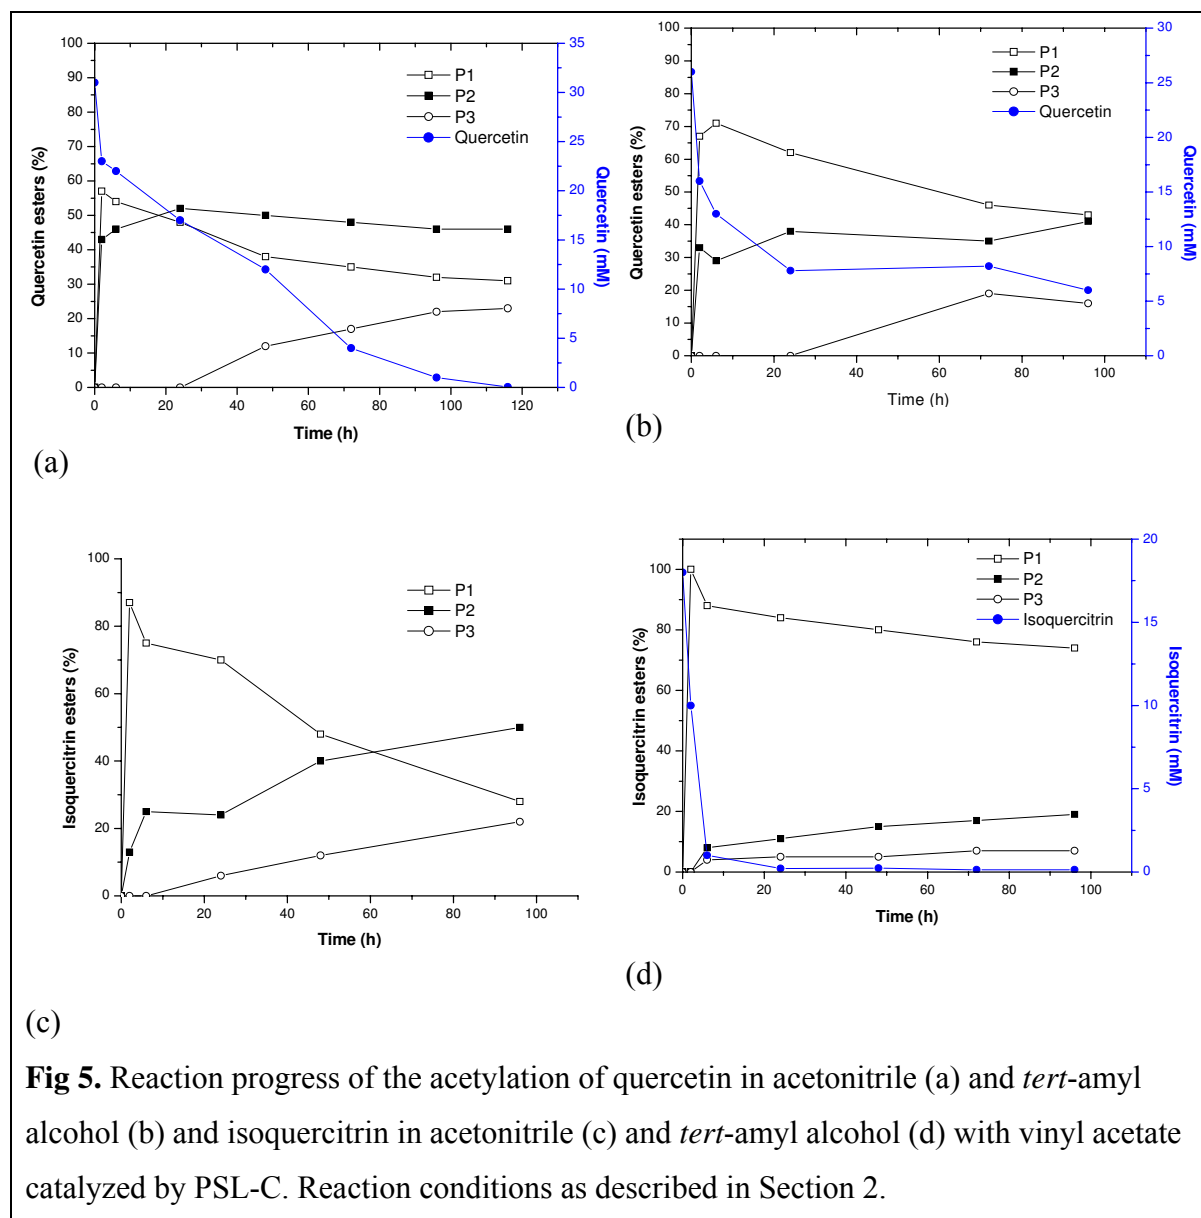 100
90
80
70
60
50
40
30
20
10
0
Quercetin esters (%)
0 20 40 60 80 100 120
Time (h)
35
30
25
20
15
10
5
0
Quercetin (mM)
P1
P2
P3
Quercetin
(a)
100
90
80
70
60
50
40
30
20
10
0
Quercetin esters (%)
0 20 40 60 80 100
Time (h)
30
25
20
15
10
5
0
Quercetin (mM)
P1
P2
P3
Quercetin
(b)
100
80
60
40
20
0
Isoquercitrin esters (%)
0 20 40 60 80 100
Time (h)
P1
P2
P3
(c)
100
80
60
40
20
0
Isoquercitrin esters (%)
0 20 40 60 80 100
Time (h)
20
15
10
5
0
Isoquercitrin (mM)
P1
P2
P3
Isoquercitrin
(d)
Fig 5. Reaction progress of the acetylation of quercetin in acetonitrile (a) and tert-amyl
alcohol (b) and isoquercitrin in acetonitrile (c) and tert-amyl alcohol (d) with vinyl acetate
catalyzed by PSL-C. Reaction conditions as described in Section 2.